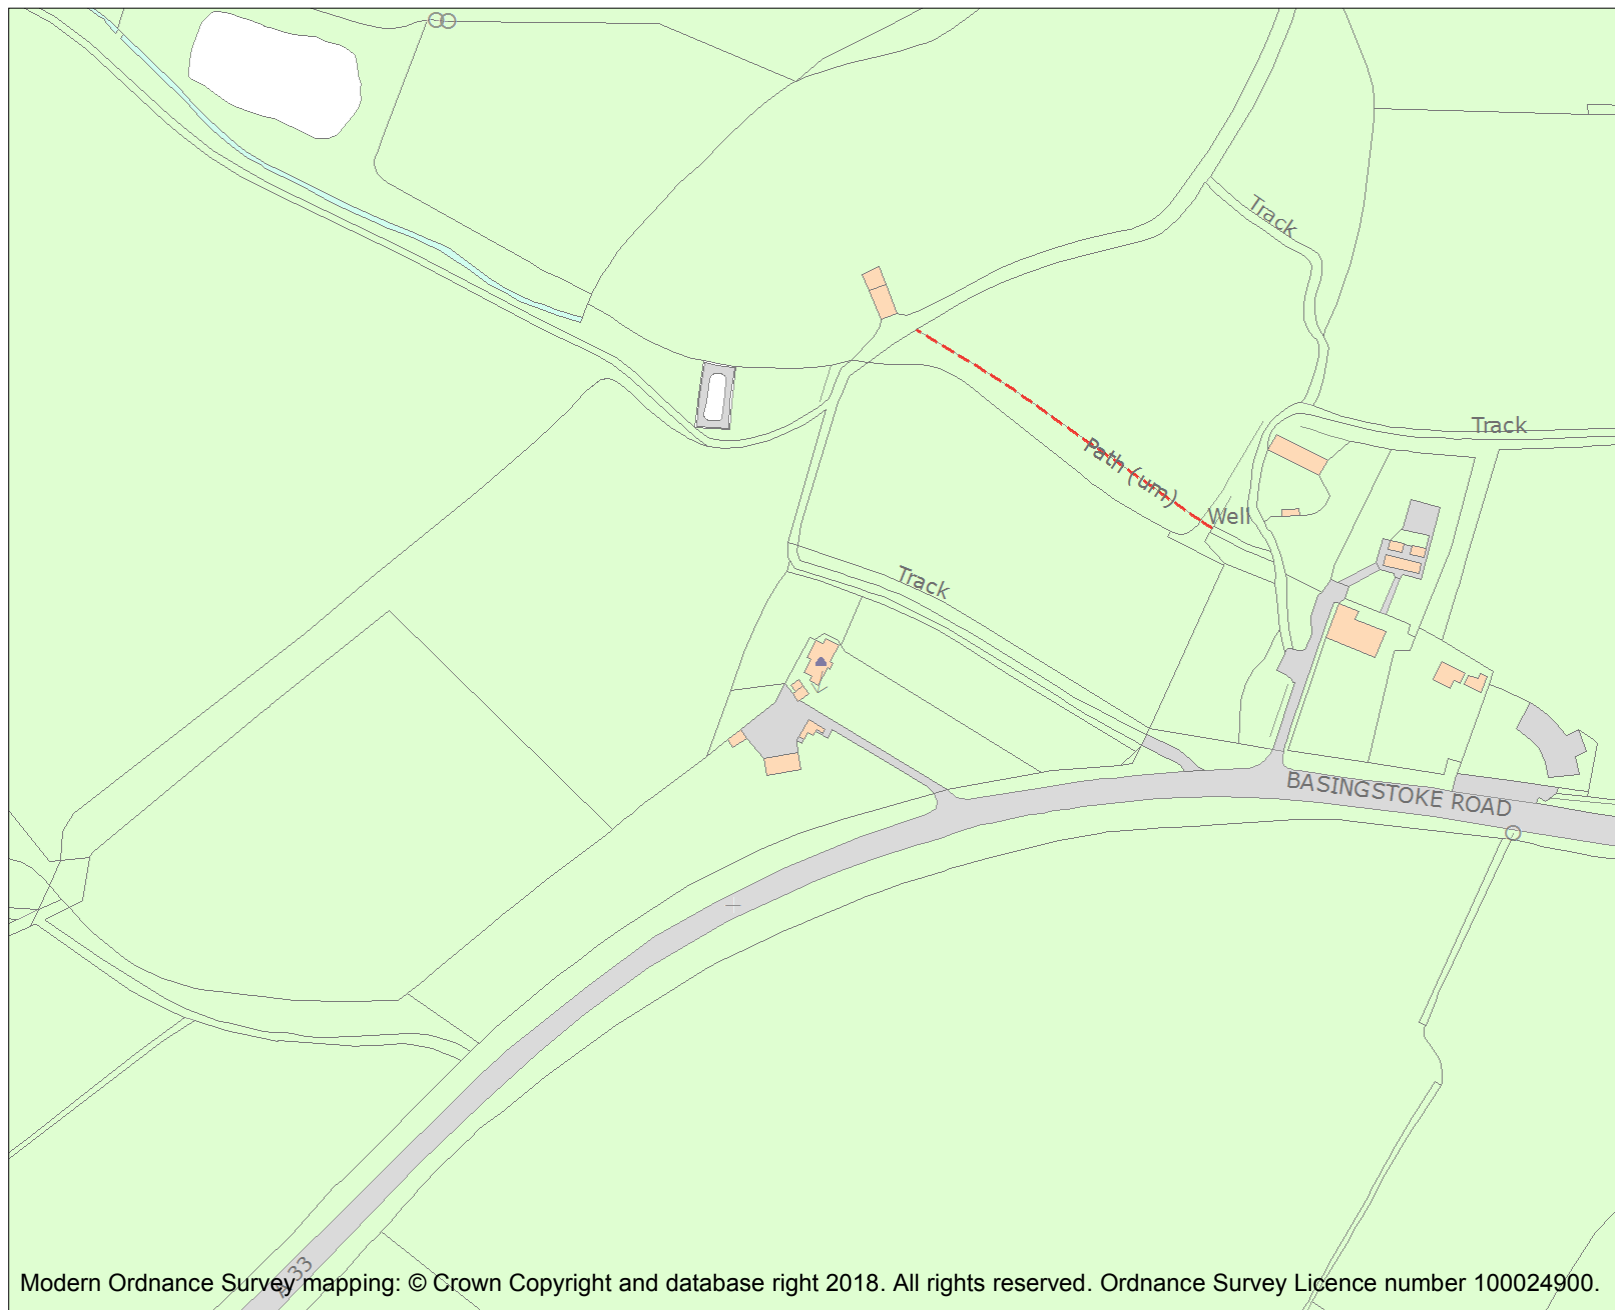 Track
Track
Path (um)
Well
Track
BASINGSTOKE ROAD
A 33
Modern Ordnance Survey mapping: © Crown Copyright and database right 2018. All rights reserved. Ordnance Survey Licence number 100024900.